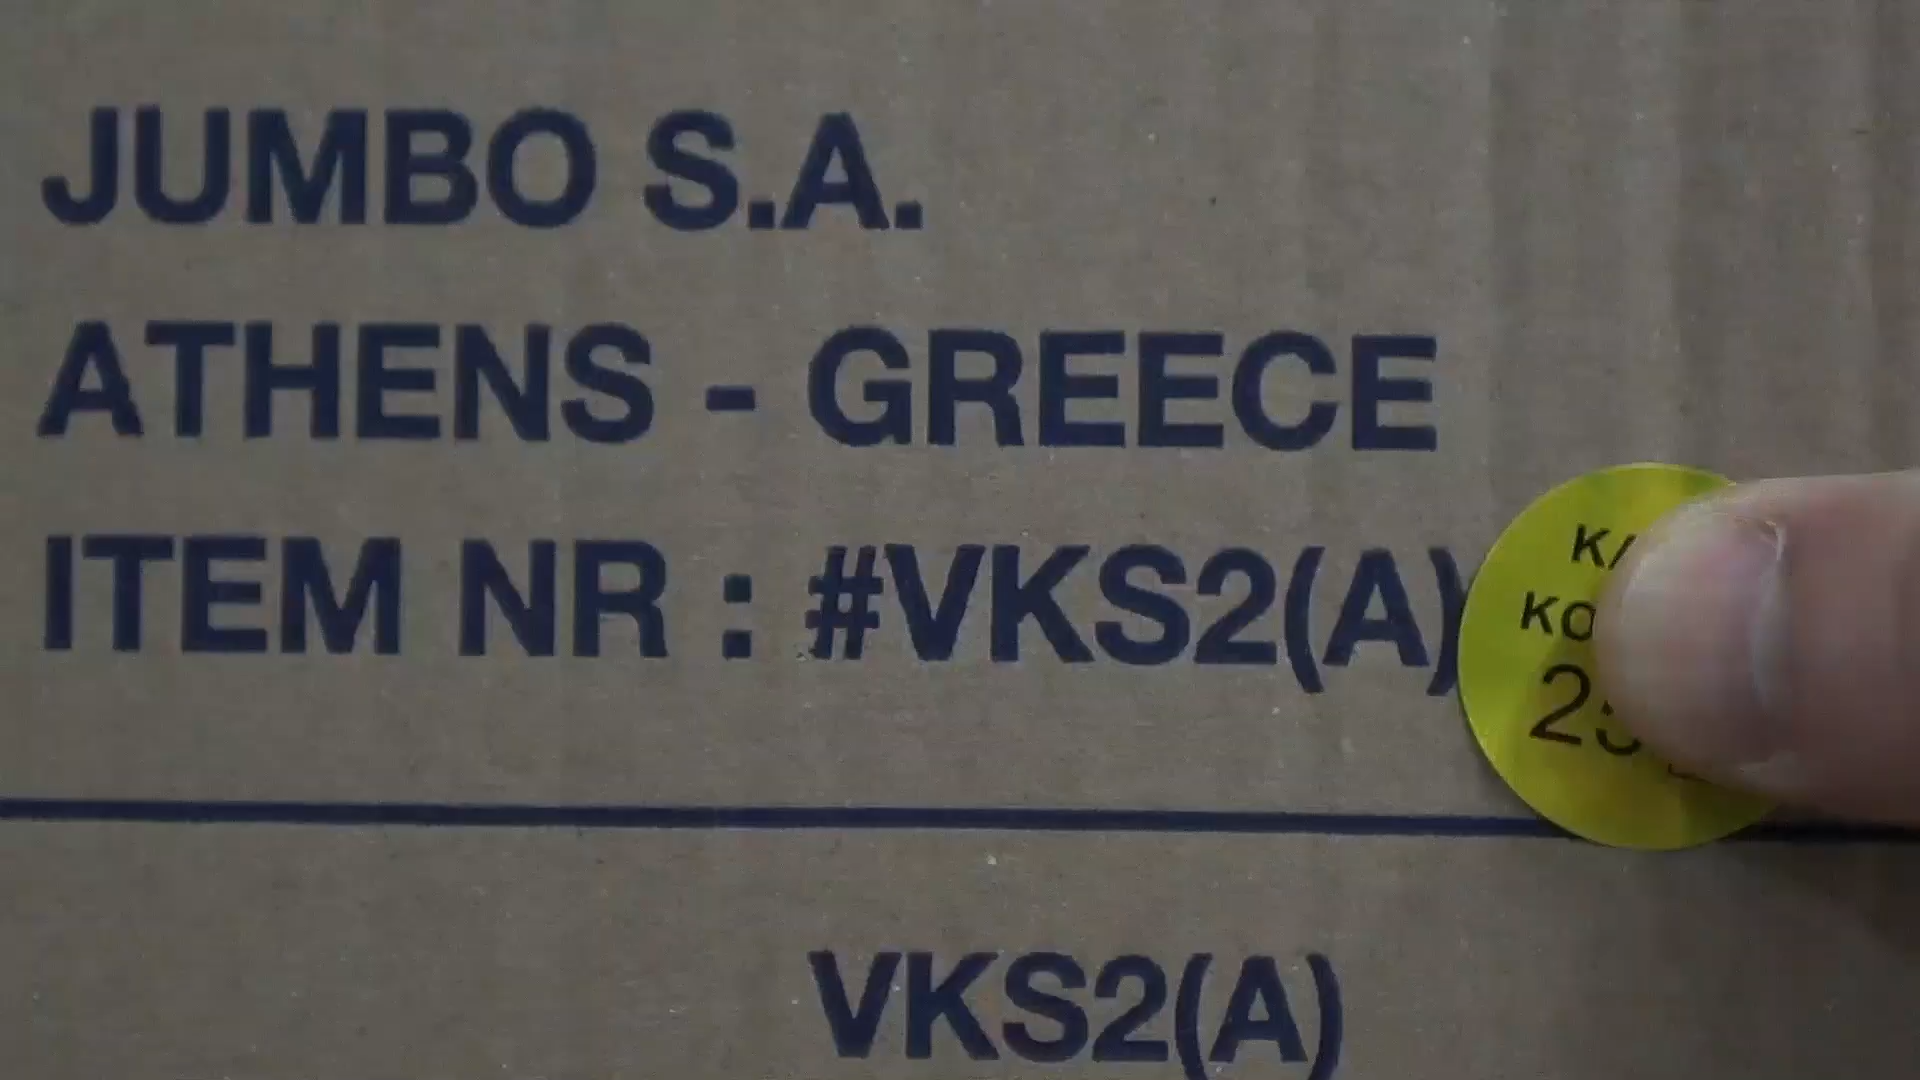 JUMBO S.A.
ATHENS - GREECE
ITEM NR : #VKS2(A)
VKS2(A)